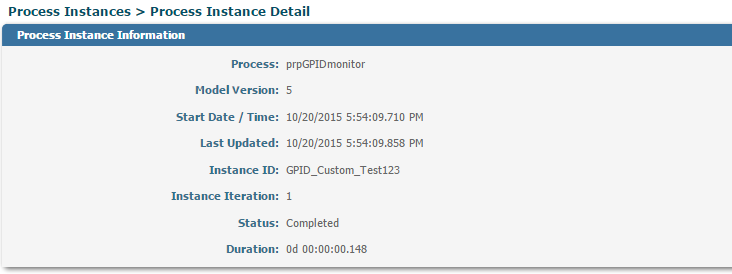 Process Instances > Process Instance Detail
Process Instance Information
Process: prpGPIDmonitor
Model Version: 5
Start Date / Time: 10/20/2015 5:54:09.710 PM
Last Updated: 10/20/2015 5:54:09.858 PM
Instance ID: GPID_Custom_Test123
Instance Iteration: 1
Status: Completed
Duration: 0d 00:00:00.148